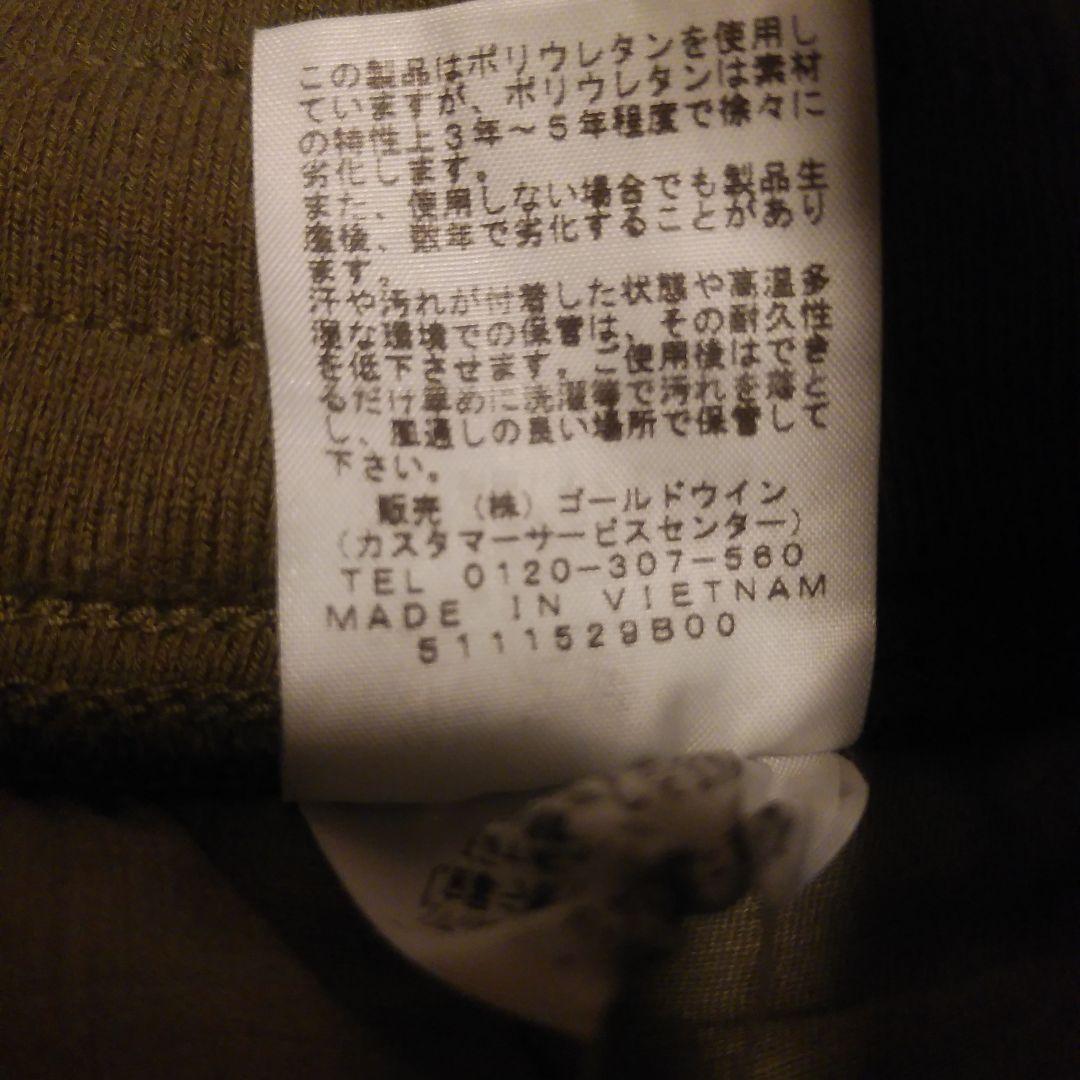 この製品はポリウレタンを使用し
ていますが、ポリウレタンは素材
の特性上3年～5年程度で徐々に
劣化します。
また、使用しない場合でも製品生
産後、数年で劣化することがあり
ます。
汗や汚れが付着した状態や高温多
湿な環境での保管は、その耐久性
を低下させます。ご使用後はでき
るだけ早めに洗濯等で汚れを落と
し、風通しの良い場所で保管して
下さい。
販売 (株) ゴールドウイン
(カスタマーサービスセンター)
TEL 0120-307-560
MADE IN VIETNAM
5111529B00